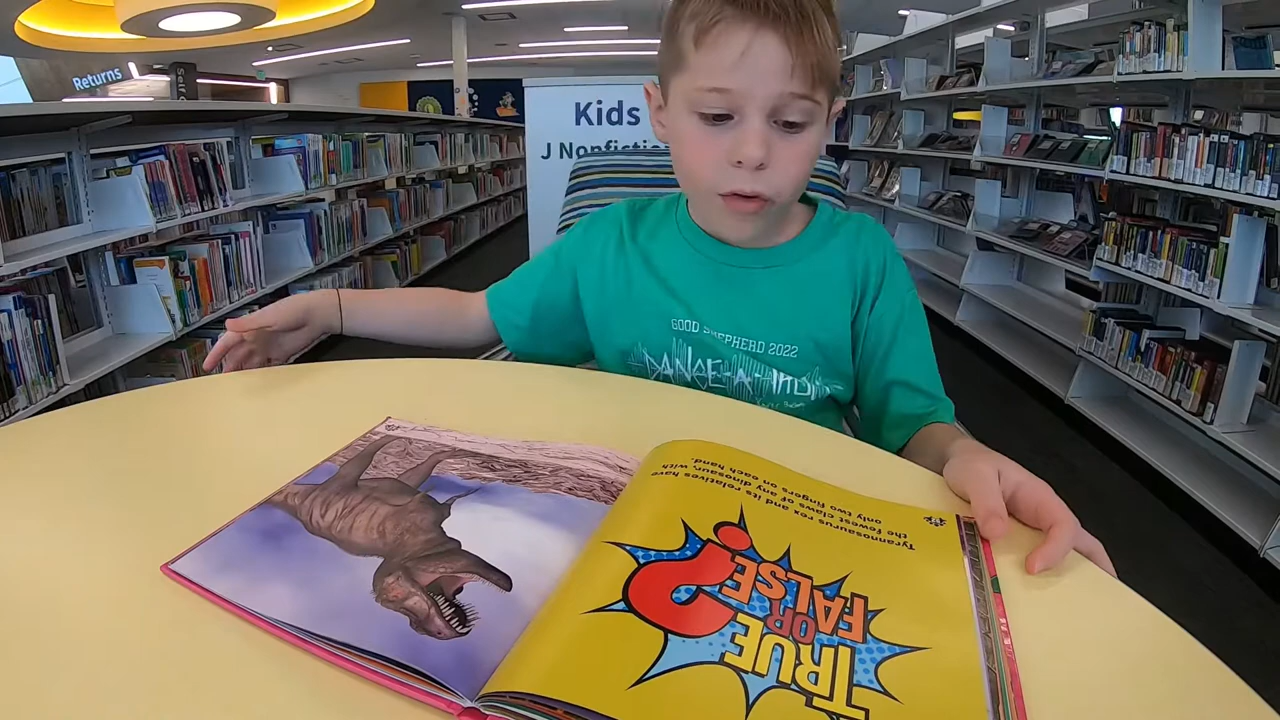 Returns
Kids
J Nonfiction
GOOD SHEPHERD 2022
DANCE-A-THON
TRUE
OR
FALSE?
Tyrannosaurus rex and its relatives have
the fewest claws of any dinosaur, with
only two fingers on each hand.